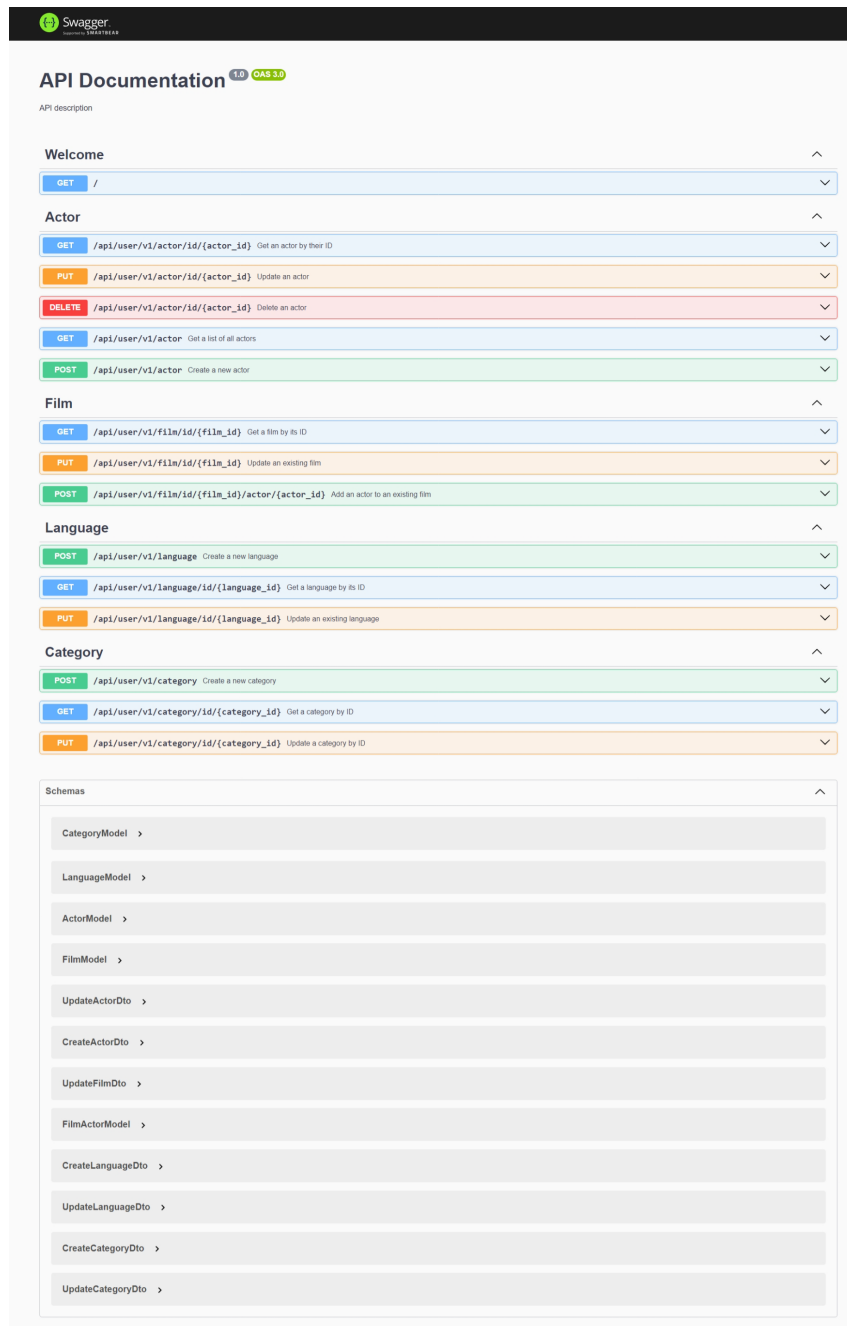 Swagger.
Supported by SMARTBEAR
API Documentation 1.0 OAS 3.0
API description
Welcome
GET /
Actor
GET /api/user/v1/actor/id/{actor_id} Get an actor by their ID
PUT /api/user/v1/actor/id/{actor_id} Update an actor
DELETE /api/user/v1/actor/id/{actor_id} Delete an actor
GET /api/user/v1/actor Get a list of all actors
POST /api/user/v1/actor Create a new actor
Film
GET /api/user/v1/film/id/{film_id} Get a film by its ID
PUT /api/user/v1/film/id/{film_id} Update an existing film
POST /api/user/v1/film/id/{film_id}/actor/{actor_id} Add an actor to an existing film
Language
POST /api/user/v1/language Create a new language
GET /api/user/v1/language/id/{language_id} Get a language by its ID
PUT /api/user/v1/language/id/{language_id} Update an existing language
Category
POST /api/user/v1/category Create a new category
GET /api/user/v1/category/id/{category_id} Get a category by ID
PUT /api/user/v1/category/id/{category_id} Update a category by ID
Schemas
CategoryModel
LanguageModel
ActorModel
FilmModel
UpdateActorDto
CreateActorDto
UpdateFilmDto
FilmActorModel
CreateLanguageDto
UpdateLanguageDto
CreateCategoryDto
UpdateCategoryDto